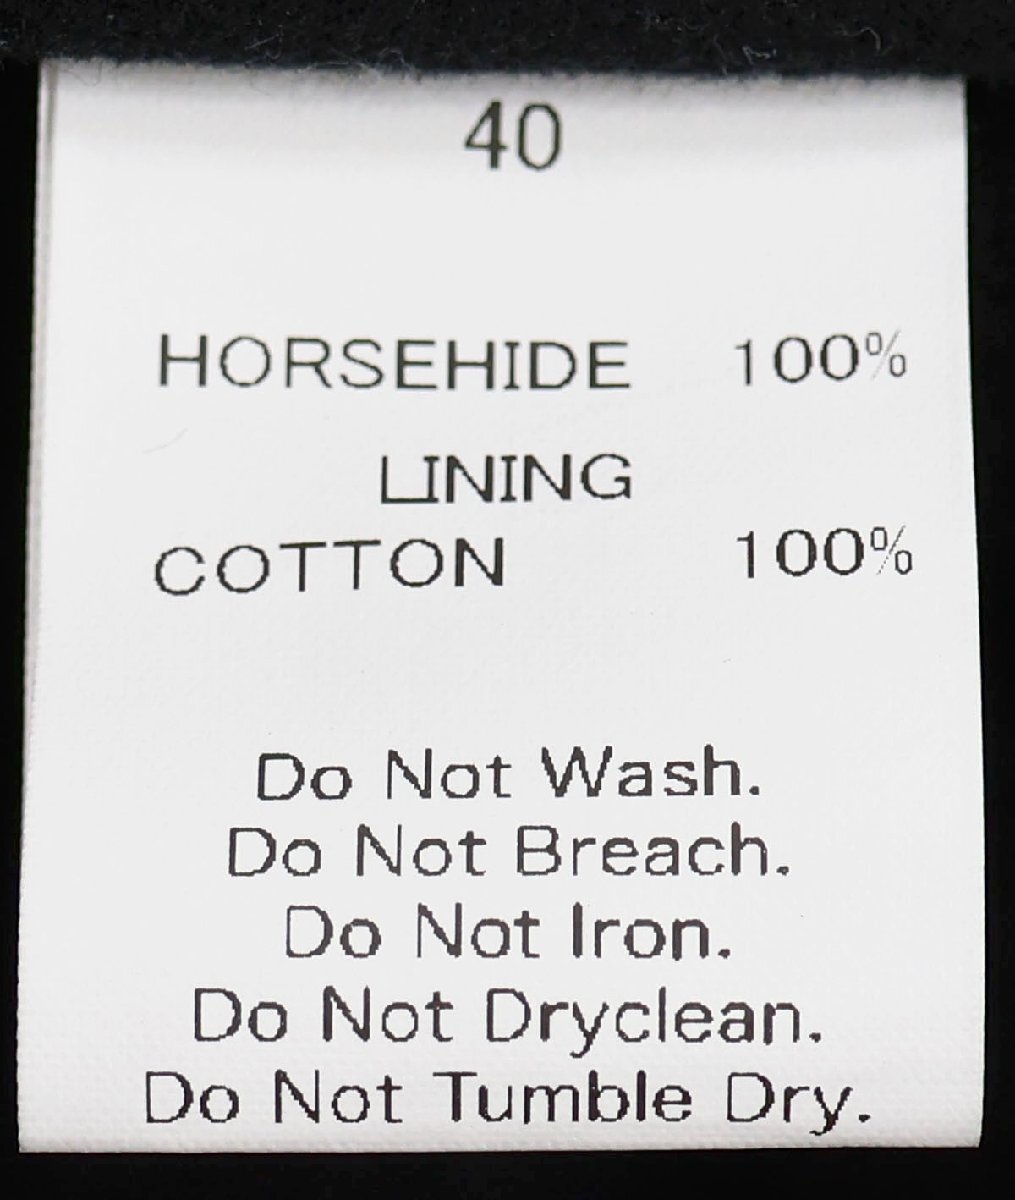 40
HORSEHIDE 100%
LINING
COTTON 100%
Do Not Wash.
Do Not Breach.
Do Not Iron.
Do Not Dryclean.
Do Not Tumble Dry.